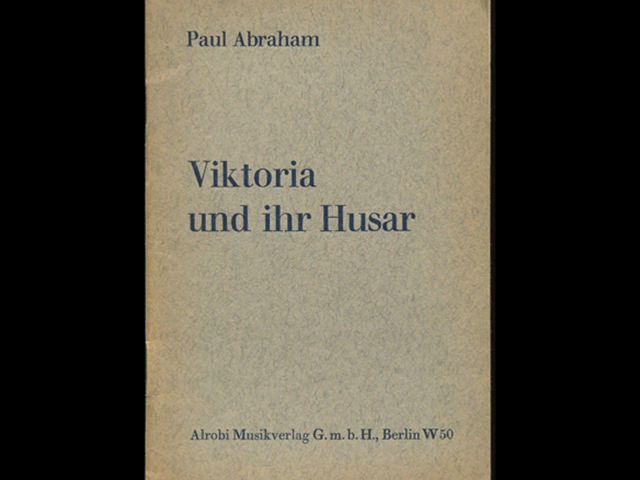 Paul Abraham
Viktoria
und ihr Husar
Alrobi Musikverlag G. m. b. H., Berlin W 50